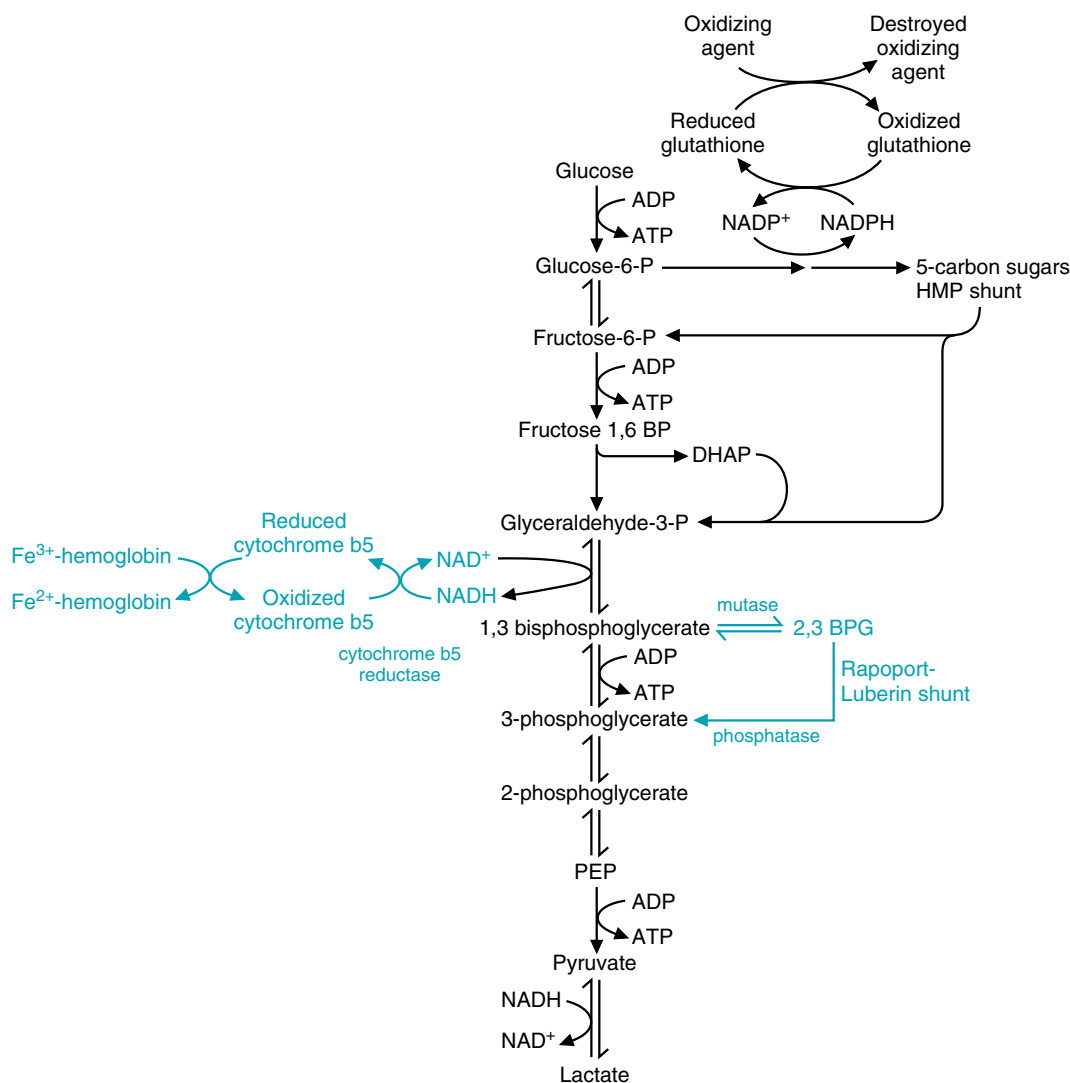 Oxidizing
agent
Destroyed
oxidizing
agent
Reduced
glutathione
Oxidized
glutathione
Glucose
ADP
ATP
NADP+
NADPH
Glucose-6-P
5-carbon sugars
HMP shunt
Fructose-6-P
ADP
ATP
Fructose 1,6 BP
DHAP
Glyceraldehyde-3-P
Reduced
cytochrome b5
Fe3+-hemoglobin
NAD+
Fe2+-hemoglobin
Oxidized
cytochrome b5
NADH
cytochrome b5
reductase
1,3 bisphosphoglycerate
mutase
2,3 BPG
ADP
ATP
Rapoport-
Luberin shunt
3-phosphoglycerate
phosphatase
2-phosphoglycerate
PEP
ADP
ATP
Pyruvate
NADH
NAD+
Lactate